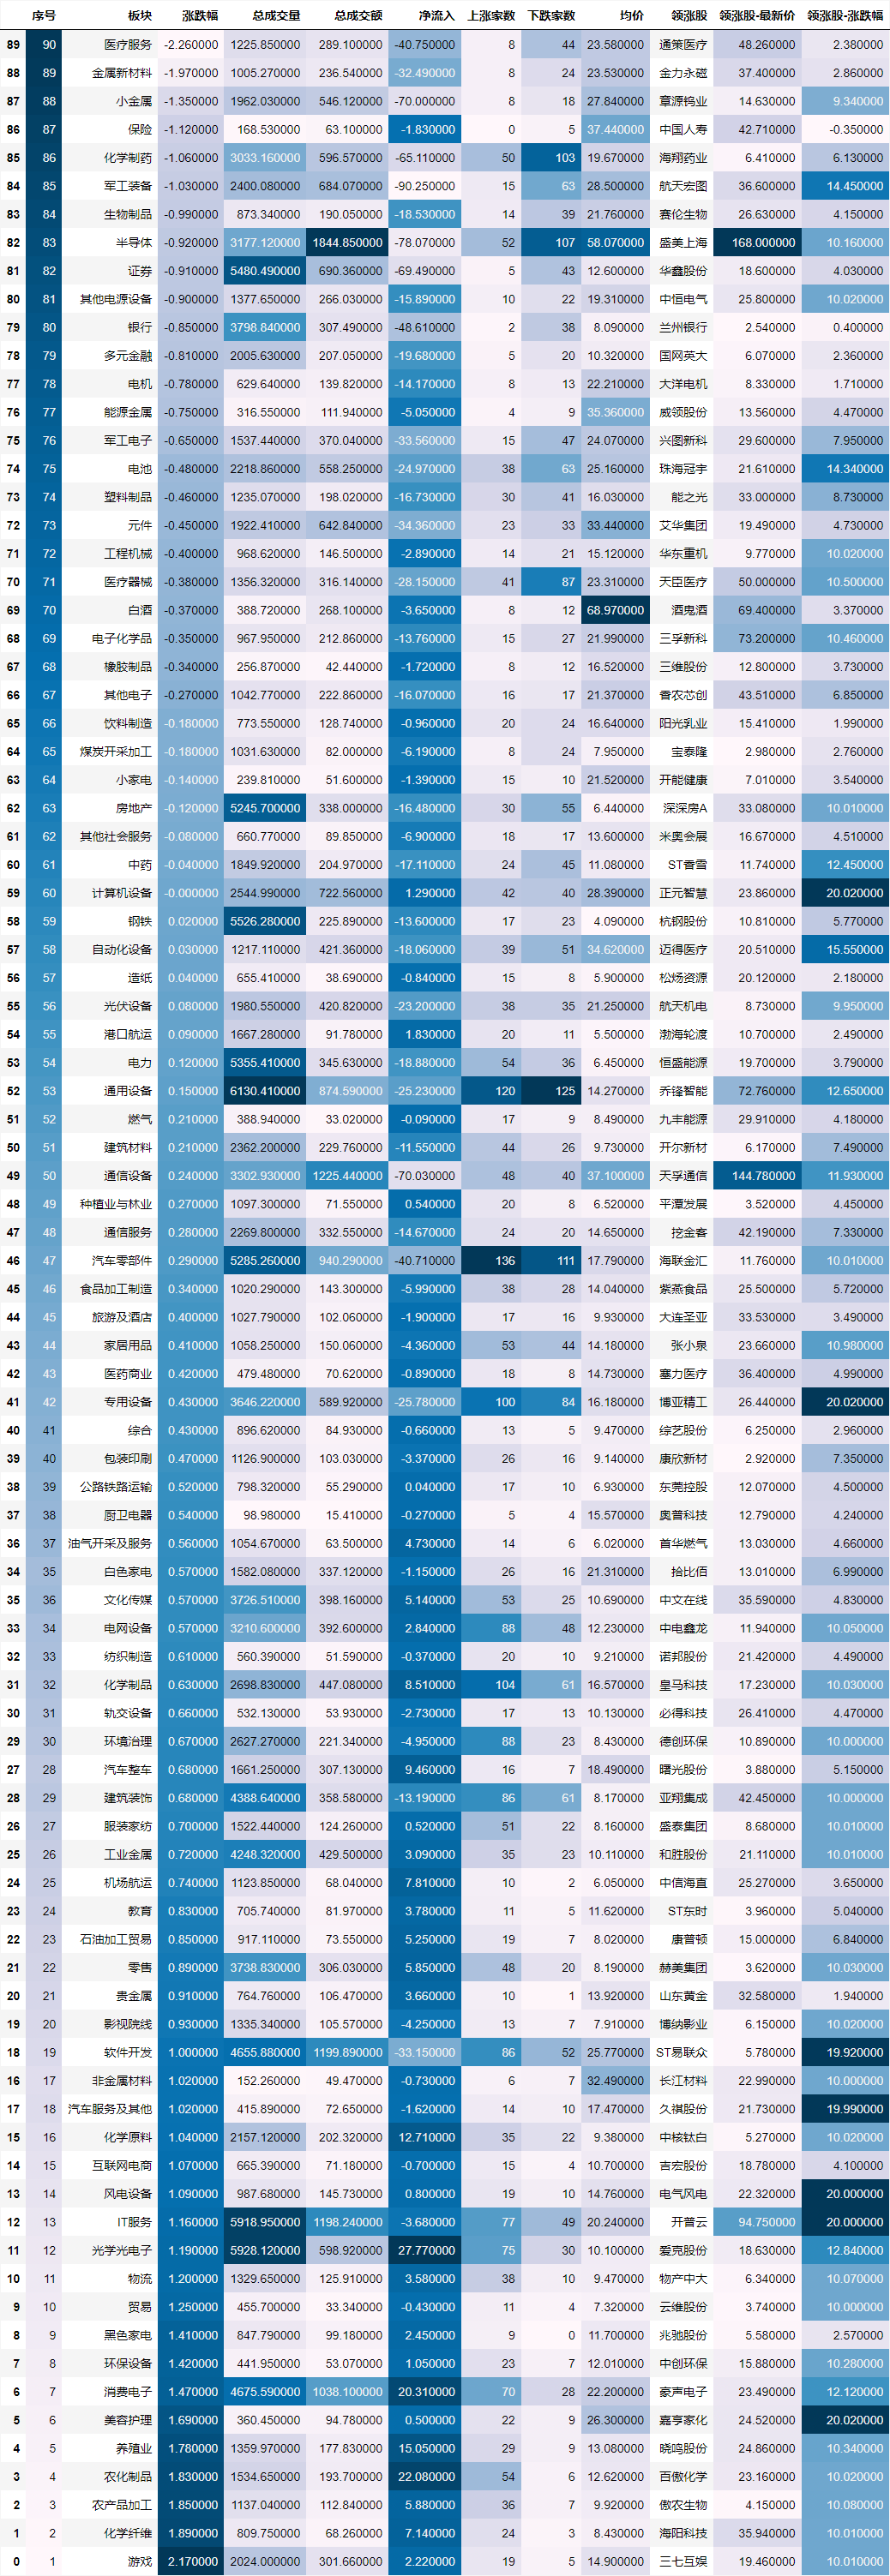 序号 板块 涨跌幅 总成交量 总成交额 净流入 上涨家数 下跌家数 均价 领涨股 领涨股-最新价 领涨股-涨跌幅
89 90 医疗服务 -2.260000 1225.850000 289.100000 -40.750000 8 44 23.580000 通策医疗 48.260000 2.380000
88 89 金属新材料 -1.970000 1005.270000 236.540000 -32.490000 8 24 23.530000 金力永磁 37.400000 2.860000
87 88 小金属 -1.350000 1962.030000 546.120000 -70.000000 8 18 27.840000 章源钨业 14.630000 9.340000
86 87 保险 -1.120000 168.530000 63.100000 -1.830000 0 5 37.440000 中国人寿 42.710000 -0.350000
85 86 化学制药 -1.060000 3033.160000 596.570000 -65.110000 50 103 19.670000 海翔药业 6.410000 6.130000
84 85 军工装备 -1.030000 2400.080000 684.070000 -90.250000 15 63 28.500000 航天宏图 36.600000 14.450000
83 84 生物制品 -0.990000 873.340000 190.050000 -18.530000 14 39 21.760000 赛伦生物 26.630000 4.150000
82 83 半导体 -0.920000 3177.120000 1844.850000 -78.070000 52 107 58.070000 盛美上海 168.000000 10.160000
81 82 证券 -0.910000 5480.490000 690.360000 -69.490000 5 43 12.600000 华鑫股份 18.600000 4.030000
80 81 其他电源设备 -0.900000 1377.650000 266.030000 -15.890000 10 22 19.310000 中恒电气 25.800000 10.020000
79 80 银行 -0.850000 3798.840000 307.490000 -48.610000 2 38 8.090000 兰州银行 2.540000 0.400000
78 79 多元金融 -0.810000 2005.630000 207.050000 -19.680000 5 20 10.320000 国网英大 6.070000 2.360000
77 78 电机 -0.780000 629.640000 139.820000 -14.170000 8 13 22.210000 大洋电机 8.330000 1.710000
76 77 能源金属 -0.750000 316.550000 111.940000 -5.050000 4 9 35.360000 威领股份 13.560000 4.470000
75 76 军工电子 -0.650000 1537.440000 370.040000 -33.560000 15 47 24.070000 兴图新科 29.600000 7.950000
74 75 电池 -0.480000 2218.860000 558.250000 -24.970000 38 63 25.160000 珠海冠宇 21.610000 14.340000
73 74 塑料制品 -0.460000 1235.070000 198.020000 -16.730000 30 41 16.030000 能之光 33.000000 8.730000
72 73 元件 -0.450000 1922.410000 642.840000 -34.360000 23 33 33.440000 艾华集团 19.490000 4.730000
71 72 工程机械 -0.400000 968.620000 146.500000 -2.890000 14 21 15.120000 华东重机 9.770000 10.020000
70 71 医疗器械 -0.380000 1356.320000 316.140000 -28.150000 41 87 23.310000 天臣医疗 50.000000 10.500000
69 70 白酒 -0.370000 388.720000 268.100000 -3.650000 8 12 68.970000 酒鬼酒 69.400000 3.370000
68 69 电子化学品 -0.350000 967.950000 212.860000 -13.760000 15 27 21.990000 三孚新科 73.200000 10.460000
67 68 橡胶制品 -0.340000 256.870000 42.440000 -1.720000 8 12 16.520000 三维股份 12.800000 3.730000
66 67 其他电子 -0.270000 1042.770000 222.860000 -16.070000 16 17 21.370000 香农芯创 43.510000 6.850000
65 66 饮料制造 -0.180000 773.550000 128.740000 -0.960000 20 24 16.640000 阳光乳业 15.410000 1.990000
64 65 煤炭开采加工 -0.180000 1031.630000 82.000000 -6.190000 8 24 7.950000 宝泰隆 2.980000 2.760000
63 64 小家电 -0.140000 239.810000 51.600000 -1.390000 15 10 21.520000 开能健康 7.010000 3.540000
62 63 房地产 -0.120000 5245.700000 338.000000 -16.480000 30 55 6.440000 深深房A 33.080000 10.010000
61 62 其他社会服务 -0.080000 660.770000 89.850000 -6.900000 18 17 13.600000 米奥会展 16.670000 4.510000
60 61 中药 -0.040000 1849.920000 204.970000 -17.110000 24 45 11.080000 ST香雪 11.740000 12.450000
59 60 计算机设备 -0.000000 2544.990000 722.560000 1.290000 42 40 28.390000 正元智慧 23.860000 20.020000
58 59 钢铁 0.020000 5526.280000 225.890000 -13.600000 17 23 4.090000 杭钢股份 10.810000 5.770000
57 58 自动化设备 0.030000 1217.110000 421.360000 -18.060000 39 51 34.620000 迈得医疗 20.510000 15.550000
56 57 造纸 0.040000 655.410000 38.690000 -0.840000 15 8 5.900000 松炀资源 20.120000 2.180000
55 56 光伏设备 0.080000 1980.550000 420.820000 -23.200000 38 35 21.250000 航天机电 8.730000 9.950000
54 55 港口航运 0.090000 1667.280000 91.780000 1.830000 20 11 5.500000 渤海轮渡 10.700000 2.490000
53 54 电力 0.120000 5355.410000 345.630000 -18.880000 54 36 6.450000 恒盛能源 19.700000 3.790000
52 53 通用设备 0.150000 6130.410000 874.590000 -25.230000 120 125 14.270000 乔锋智能 72.760000 12.650000
51 52 燃气 0.210000 388.940000 33.020000 -0.090000 17 9 8.490000 九丰能源 29.910000 4.180000
50 51 建筑材料 0.210000 2362.200000 229.760000 -11.550000 44 26 9.730000 开尔新材 6.170000 7.490000
49 50 通信设备 0.240000 3302.930000 1225.440000 -70.030000 48 40 37.100000 天孚通信 144.780000 11.930000
48 49 种植业与林业 0.270000 1097.300000 71.550000 0.540000 20 8 6.520000 平潭发展 3.520000 4.450000
47 48 通信服务 0.280000 2269.800000 332.550000 -14.670000 24 20 14.650000 挖金客 42.190000 7.330000
46 47 汽车零部件 0.290000 5285.260000 940.290000 -40.710000 136 111 17.790000 海联金汇 11.760000 10.010000
45 46 食品加工制造 0.340000 1020.290000 143.300000 -5.990000 38 28 14.040000 紫燕食品 25.500000 5.720000
44 45 旅游及酒店 0.400000 1027.790000 102.060000 -1.900000 17 16 9.930000 大连圣亚 33.530000 3.490000
43 44 家居用品 0.410000 1058.250000 150.060000 -4.360000 53 44 14.180000 张小泉 23.660000 10.980000
42 43 医药商业 0.420000 479.480000 70.620000 -0.890000 18 8 14.730000 塞力医疗 36.400000 4.990000
41 42 专用设备 0.430000 3646.220000 589.920000 -25.780000 100 84 16.180000 博亚精工 26.440000 20.020000
40 41 综合 0.430000 896.620000 84.930000 -0.660000 13 5 9.470000 综艺股份 6.250000 2.960000
39 40 包装印刷 0.470000 1126.900000 103.030000 -3.370000 26 16 9.140000 康欣新材 2.920000 7.350000
38 39 公路铁路运输 0.520000 798.320000 55.290000 0.040000 17 10 6.930000 东莞控股 12.070000 4.500000
37 38 厨卫电器 0.540000 98.980000 15.410000 -0.270000 5 4 15.570000 奥普科技 12.790000 4.240000
36 37 油气开采及服务 0.560000 1054.670000 63.500000 4.730000 14 6 6.020000 首华燃气 13.030000 4.660000
34 35 白色家电 0.570000 1582.080000 337.120000 -1.150000 26 16 21.310000 拾比佰 13.010000 6.990000
35 36 文化传媒 0.570000 3726.510000 398.160000 5.140000 53 25 10.690000 中文在线 35.590000 4.830000
33 34 电网设备 0.600000 3210.600000 392.600000 2.840000 88 48 12.230000 中电鑫龙 11.940000 10.050000
32 33 纺织制造 0.610000 560.390000 51.590000 -0.370000 20 10 9.210000 诺邦股份 21.420000 4.490000
31 32 化学制品 0.630000 2698.830000 447.080000 8.510000 104 61 16.570000 皇马科技 17.230000 10.030000
30 31 轨交设备 0.660000 532.130000 53.930000 -2.730000 17 13 10.130000 必得科技 26.410000 4.470000
29 30 环境治理 0.670000 2627.270000 221.340000 -4.950000 88 23 8.430000 德创环保 10.890000 10.000000
27 28 汽车整车 0.680000 1661.250000 307.130000 9.460000 16 7 18.490000 曙光股份 3.880000 5.150000
28 29 建筑装饰 0.680000 4388.640000 358.580000 -13.190000 86 61 8.170000 亚翔集成 42.450000 10.000000
26 27 服装家纺 0.700000 1522.440000 124.260000 0.520000 51 22 8.160000 盛泰集团 8.680000 10.010000
25 26 工业金属 0.720000 4248.320000 429.500000 3.090000 35 23 10.110000 和胜股份 21.110000 10.010000
24 25 机场航运 0.740000 1123.850000 68.040000 7.810000 10 2 6.050000 中信海直 25.270000 3.650000
23 24 教育 0.830000 705.740000 81.970000 3.780000 11 5 11.620000 ST东时 3.960000 5.040000
22 23 石油加工贸易 0.850000 917.110000 73.550000 5.250000 19 7 8.020000 康普顿 15.000000 6.840000
21 22 零售 0.890000 3738.830000 306.030000 5.850000 48 20 8.190000 赫美集团 3.620000 10.030000
20 21 贵金属 0.910000 764.760000 106.470000 3.660000 10 1 13.920000 山东黄金 32.580000 1.940000
19 20 影视院线 0.930000 1335.340000 105.570000 -4.250000 13 7 7.910000 博纳影业 6.150000 10.020000
18 19 软件开发 1.000000 4655.880000 1199.890000 -33.150000 86 52 25.770000 ST易联众 5.780000 19.920000
16 17 非金属材料 1.020000 152.260000 49.470000 -0.730000 6 7 32.490000 长江材料 22.990000 10.000000
17 18 汽车服务及其他 1.020000 415.890000 72.650000 -1.620000 14 10 17.470000 久祺股份 21.730000 19.990000
15 16 化学原料 1.040000 2157.120000 202.320000 12.710000 35 22 9.380000 中核钛白 5.270000 10.020000
14 15 互联网电商 1.070000 665.390000 71.180000 -0.700000 15 4 10.700000 吉宏股份 18.780000 4.100000
13 14 风电设备 1.090000 987.680000 145.730000 0.800000 19 10 14.760000 电气风电 22.320000 20.000000
12 13 IT服务 1.160000 5918.950000 1198.240000 -3.680000 77 49 20.240000 开普云 94.750000 20.000000
11 12 光学光电子 1.190000 5928.120000 598.920000 27.770000 75 30 10.100000 爱克股份 18.630000 12.840000
10 11 物流 1.200000 1329.650000 125.910000 3.580000 38 10 9.470000 物产中大 6.340000 10.070000
9 10 贸易 1.250000 455.700000 33.340000 -0.430000 11 4 7.320000 云维股份 3.740000 10.000000
8 9 黑色家电 1.410000 847.790000 99.180000 2.450000 9 0 11.700000 兆驰股份 5.580000 2.570000
7 8 环保设备 1.420000 441.950000 53.070000 1.050000 23 7 12.010000 中创环保 15.880000 10.280000
6 7 消费电子 1.470000 4675.590000 1038.100000 20.310000 70 28 22.200000 豪声电子 23.490000 12.120000
5 6 美容护理 1.690000 360.450000 94.780000 0.500000 22 9 26.300000 嘉亨家化 24.520000 20.020000
4 5 养殖业 1.780000 1359.970000 177.830000 15.050000 29 9 13.080000 晓鸣股份 24.860000 10.340000
3 4 农化制品 1.830000 1534.650000 193.700000 22.080000 54 6 12.620000 百傲化学 23.160000 10.020000
2 3 农产品加工 1.850000 1137.040000 112.840000 5.880000 36 7 9.920000 傲农生物 4.150000 10.080000
1 2 化学纤维 1.890000 809.750000 68.260000 7.140000 24 3 8.430000 海阳科技 35.940000 10.010000
0 1 游戏 2.170000 2024.000000 301.660000 2.220000 19 5 14.900000 三七互娱 19.460000 10.010000